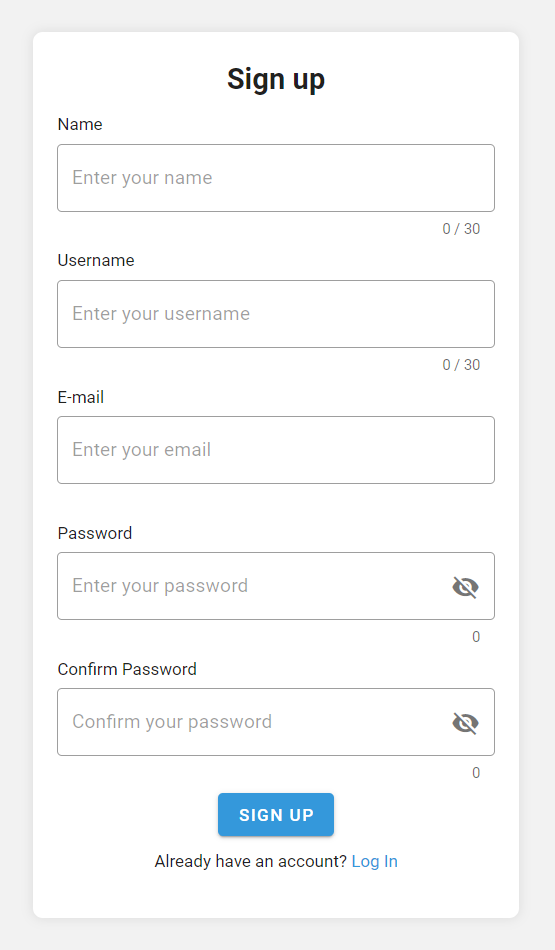 Sign up
Name
Enter your name
0 / 30
Username
Enter your username
0 / 30
E-mail
Enter your email
Password
Enter your password
0
Confirm Password
Confirm your password
0
SIGN UP
Already have an account? Log In